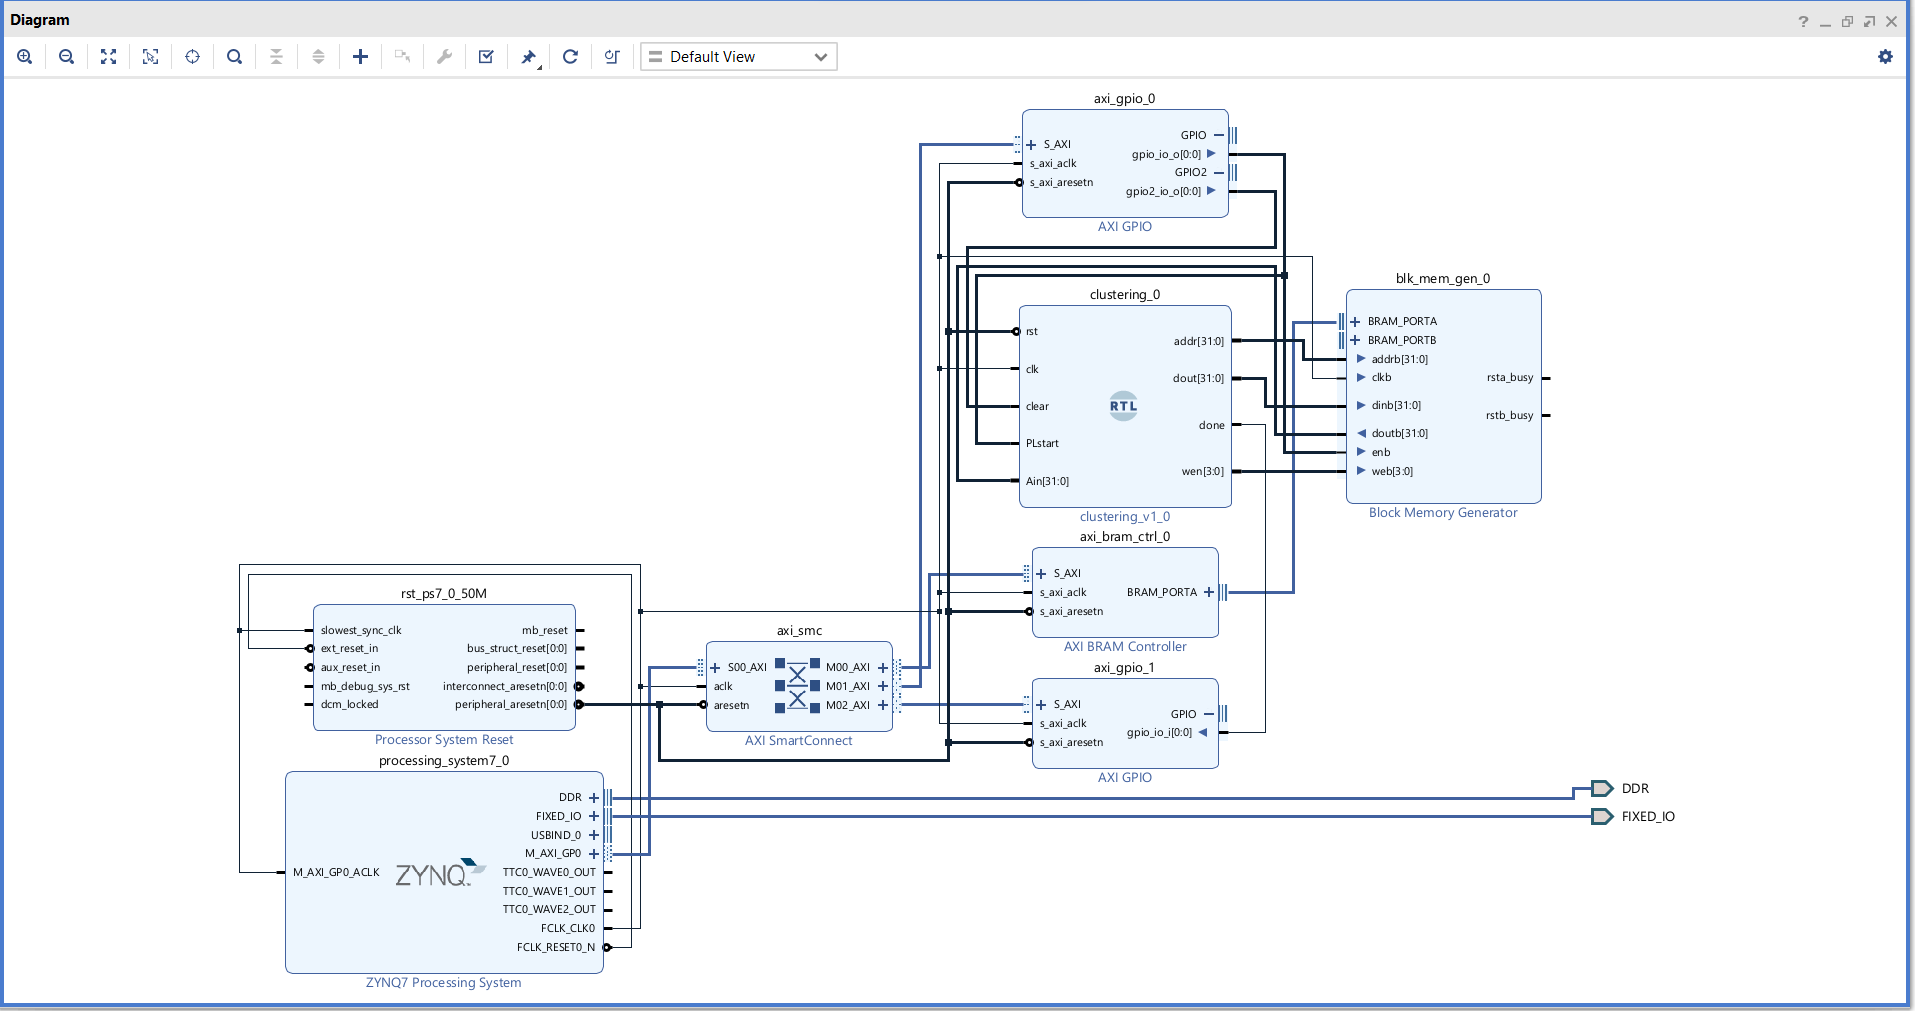 Diagram
Default View
axi_gpio_0
S_AXI
s_axi_aclk
s_axi_aresetn
GPIO
gpio_io_o[0:0]
GPIO2
gpio2_io_o[0:0]
AXI GPIO
clustering_0
rst
clk
clear
PLstart
Ain[31:0]
RTL
addr[31:0]
dout[31:0]
done
wen[3:0]
clustering_v1_0
blk_mem_gen_0
BRAM_PORTA
BRAM_PORTB
addrb[31:0]
clkb
dinb[31:0]
doutb[31:0]
enb
web[3:0]
rsta_busy
rstb_busy
Block Memory Generator
axi_bram_ctrl_0
S_AXI
s_axi_aclk
s_axi_aresetn
BRAM_PORTA
AXI BRAM Controller
rst_ps7_0_50M
slowest_sync_clk
ext_reset_in
aux_reset_in
mb_debug_sys_rst
dcm_locked
mb_reset
bus_struct_reset[0:0]
peripheral_reset[0:0]
interconnect_aresetn[0:0]
peripheral_aresetn[0:0]
Processor System Reset
axi_smc
S00_AXI
aclk
aresetn
M00_AXI
M01_AXI
M02_AXI
AXI SmartConnect
axi_gpio_1
S_AXI
s_axi_aclk
s_axi_aresetn
GPIO
gpio_io_i[0:0]
AXI GPIO
processing_system7_0
M_AXI_GP0_ACLK
ZYNQ
DDR
FIXED_IO
USBIND_0
M_AXI_GP0
TTC0_WAVE0_OUT
TTC0_WAVE1_OUT
TTC0_WAVE2_OUT
FCLK_CLK0
FCLK_RESET0_N
ZYNQ7 Processing System
DDR
FIXED_IO